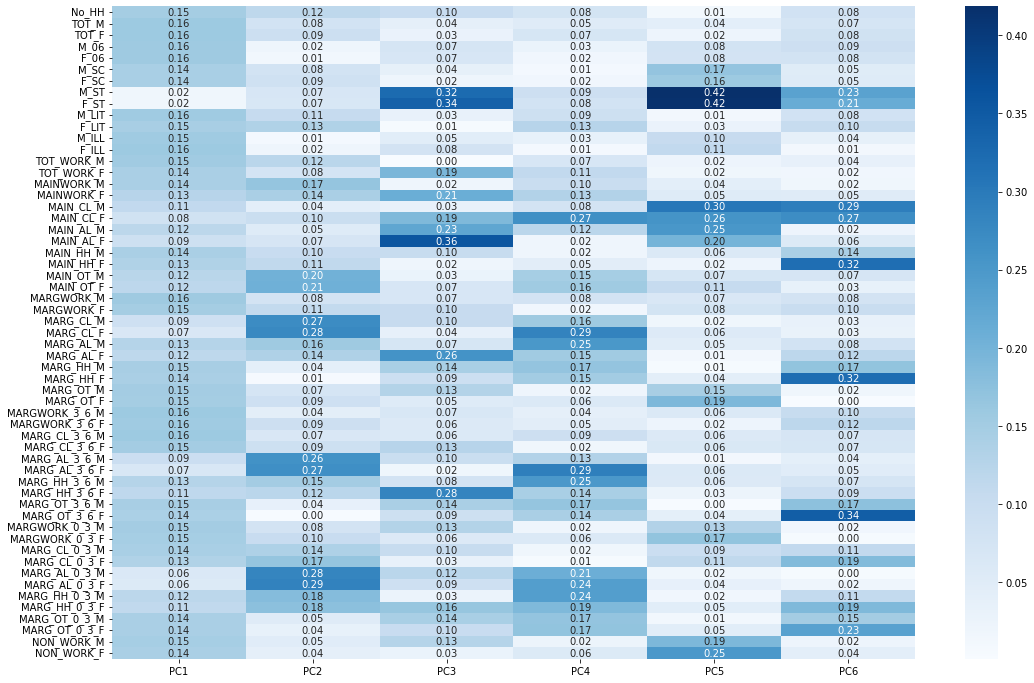 No_HH 0.15 0.12 0.10 0.08 0.01 0.08
TOT_M 0.16 0.08 0.04 0.05 0.04 0.07
TOT_F 0.16 0.09 0.03 0.07 0.02 0.08
M_06 0.16 0.02 0.07 0.03 0.08 0.09
F_06 0.16 0.01 0.07 0.02 0.08 0.08
M_SC 0.14 0.08 0.04 0.01 0.17 0.05
F_SC 0.14 0.09 0.02 0.02 0.16 0.05
M_ST 0.02 0.07 0.32 0.09 0.42 0.23
F_ST 0.02 0.07 0.34 0.08 0.42 0.21
M_LIT 0.16 0.11 0.03 0.09 0.01 0.08
F_LIT 0.15 0.13 0.01 0.13 0.03 0.10
M_ILL 0.15 0.01 0.05 0.03 0.10 0.04
F_ILL 0.16 0.02 0.08 0.01 0.11 0.01
TOT_WORK_M 0.15 0.12 0.00 0.07 0.02 0.04
TOT_WORK_F 0.14 0.08 0.19 0.11 0.02 0.02
MAINWORK_M 0.14 0.17 0.02 0.10 0.04 0.02
MAINWORK_F 0.13 0.14 0.21 0.13 0.05 0.05
MAIN_CL_M 0.11 0.04 0.03 0.08 0.30 0.29
MAIN_CL_F 0.08 0.10 0.19 0.27 0.26 0.27
MAIN_AL_M 0.12 0.05 0.23 0.12 0.25 0.02
MAIN_AL_F 0.09 0.07 0.36 0.02 0.20 0.06
MAIN_HH_M 0.14 0.10 0.10 0.02 0.06 0.14
MAIN_HH_F 0.13 0.11 0.02 0.05 0.02 0.32
MAIN_OT_M 0.12 0.20 0.03 0.15 0.07 0.07
MAIN_OT_F 0.12 0.21 0.07 0.16 0.11 0.03
MARGWORK_M 0.16 0.08 0.07 0.08 0.07 0.08
MARGWORK_F 0.15 0.11 0.10 0.02 0.08 0.10
MARG_CL_M 0.09 0.27 0.10 0.16 0.02 0.03
MARG_CL_F 0.07 0.28 0.04 0.29 0.06 0.03
MARG_AL_M 0.13 0.16 0.07 0.25 0.05 0.08
MARG_AL_F 0.12 0.14 0.26 0.15 0.01 0.12
MARG_HH_M 0.15 0.04 0.14 0.17 0.01 0.17
MARG_HH_F 0.14 0.01 0.09 0.15 0.04 0.32
MARG_OT_M 0.15 0.07 0.13 0.02 0.15 0.02
MARG_OT_F 0.15 0.09 0.05 0.06 0.19 0.00
MARGWORK_3_6_M 0.16 0.04 0.07 0.04 0.06 0.10
MARGWORK_3_6_F 0.16 0.09 0.06 0.05 0.02 0.12
MARG_CL_3_6_M 0.16 0.07 0.06 0.09 0.06 0.07
MARG_CL_3_6_F 0.15 0.09 0.13 0.02 0.06 0.07
MARG_AL_3_6_M 0.09 0.26 0.10 0.13 0.01 0.04
MARG_AL_3_6_F 0.07 0.27 0.02 0.29 0.06 0.05
MARG_HH_3_6_M 0.13 0.15 0.08 0.25 0.06 0.07
MARG_HH_3_6_F 0.11 0.12 0.28 0.14 0.03 0.09
MARG_OT_3_6_M 0.15 0.04 0.14 0.17 0.00 0.17
MARG_OT_3_6_F 0.14 0.00 0.09 0.14 0.04 0.34
MARGWORK_0_3_M 0.15 0.08 0.13 0.02 0.13 0.02
MARGWORK_0_3_F 0.15 0.10 0.06 0.06 0.17 0.00
MARG_CL_0_3_M 0.14 0.14 0.10 0.02 0.09 0.11
MARG_CL_0_3_F 0.13 0.17 0.03 0.01 0.11 0.19
MARG_AL_0_3_M 0.06 0.28 0.12 0.21 0.02 0.00
MARG_AL_0_3_F 0.06 0.29 0.09 0.24 0.04 0.02
MARG_HH_0_3_M 0.12 0.18 0.03 0.24 0.02 0.11
MARG_HH_0_3_F 0.11 0.18 0.16 0.19 0.05 0.19
MARG_OT_0_3_M 0.14 0.05 0.14 0.17 0.01 0.15
MARG_OT_0_3_F 0.14 0.04 0.10 0.17 0.05 0.23
NON_WORK_M 0.15 0.05 0.13 0.02 0.19 0.02
NON_WORK_F 0.14 0.04 0.03 0.06 0.25 0.04
PC1 PC2 PC3 PC4 PC5 PC6
0.40
0.35
0.30
0.25
0.20
0.15
0.10
0.05